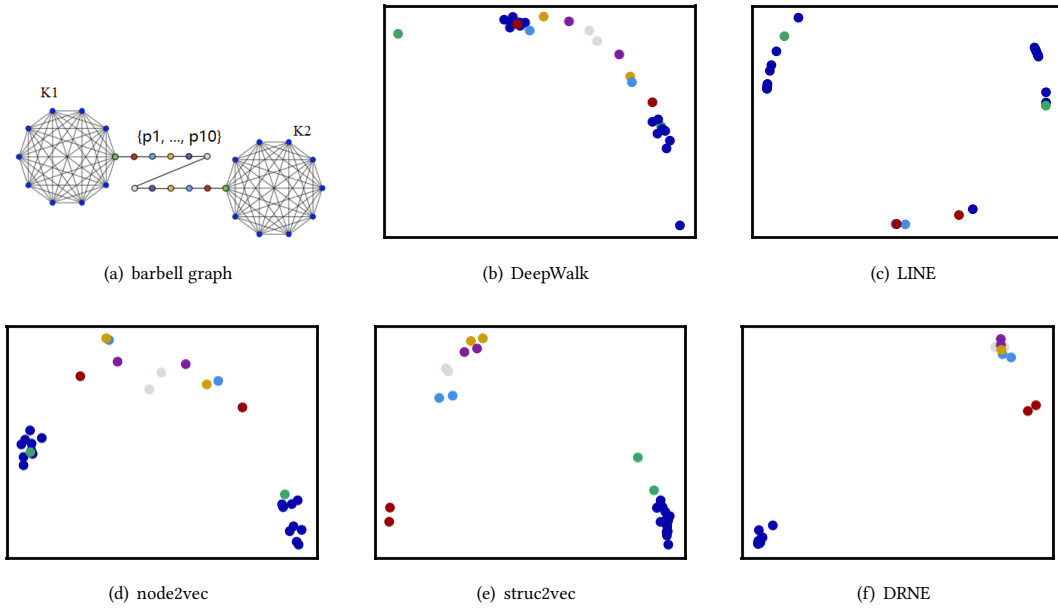 K1
{p1, ..., p10}
K2
(a) barbell graph
(b) DeepWalk
(c) LINE
(d) node2vec
(e) struc2vec
(f) DRNE